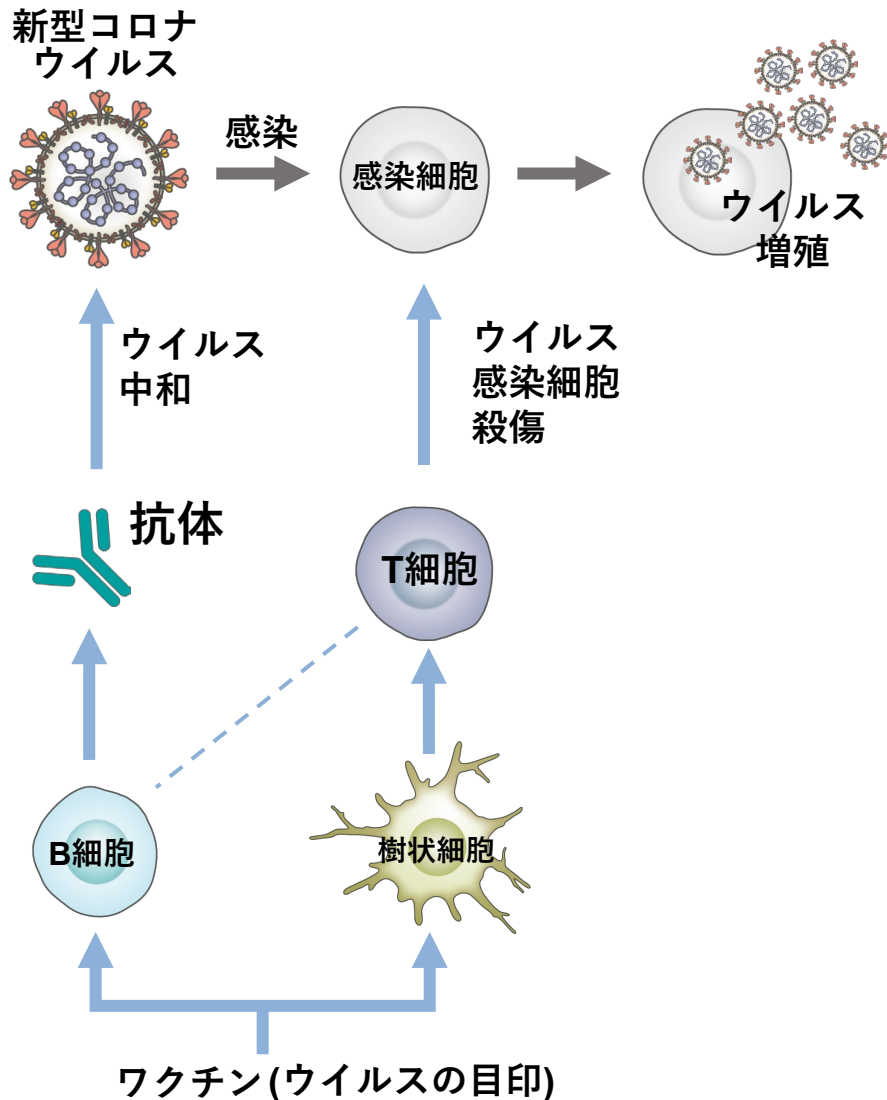 新型コロナ
ウイルス
感染
感染細胞
ウイルス
増殖
ウイルス
中和
ウイルス
感染細胞
殺傷
抗体
T細胞
B細胞
樹状細胞
ワクチン(ウイルスの目印)